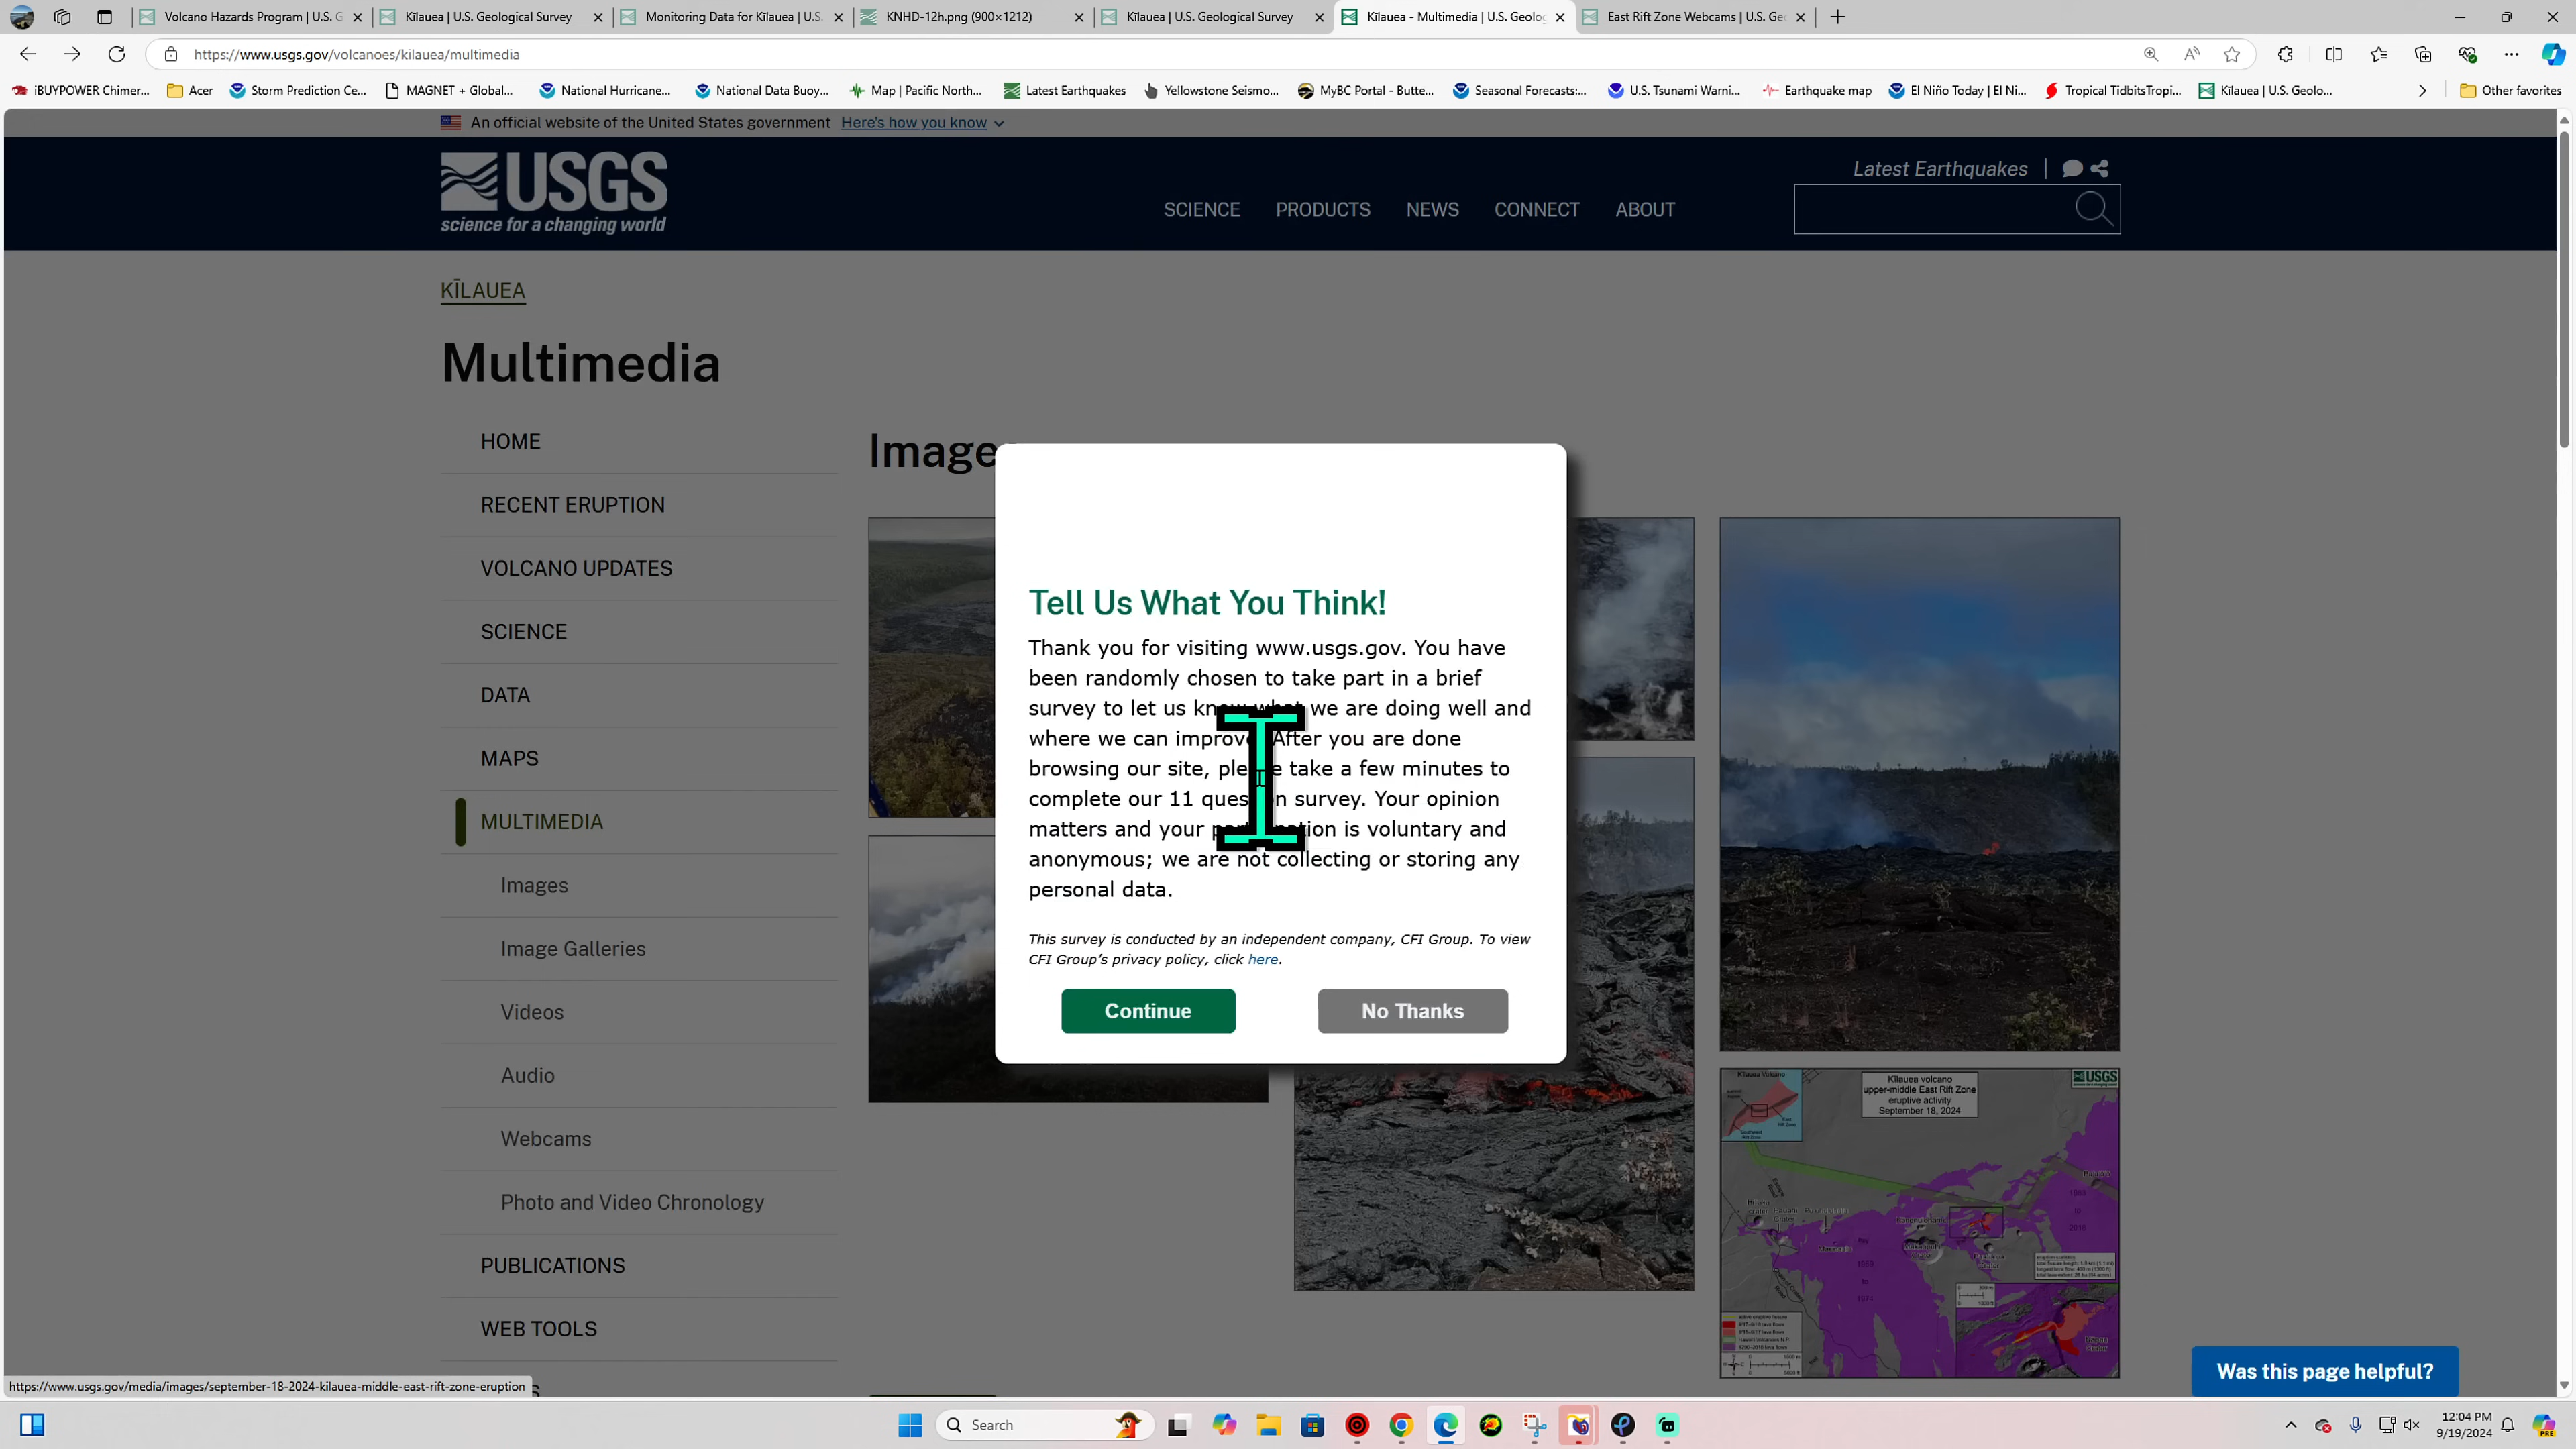 Volcano Hazards Program | U.S. G
Kīlauea | U.S. Geological Survey
Monitoring Data for Kīlauea | U.S.
KNHD-12h.png (900×1212)
Kīlauea | U.S. Geological Survey
Kīlauea - Multimedia | U.S. Geolog
East Rift Zone Webcams | U.S. Geo
https://www.usgs.gov/volcanoes/kilauea/multimedia
iBUYPOWER Chimer...
Acer
Storm Prediction Ce...
MAGNET + Global...
National Hurricane...
National Data Buoy...
Map | Pacific North...
Latest Earthquakes
Yellowstone Seismo...
MyBC Portal - Butte...
Seasonal Forecasts:...
U.S. Tsunami Warni...
Earthquake map
El Niño Today | El Ni...
Tropical TidbitsTropi...
Kīlauea | U.S. Geolo...
Other favorites
An official website of the United States government Here's how you know
USGS
science for a changing world
Latest Earthquakes
SCIENCE PRODUCTS NEWS CONNECT ABOUT
KĪLAUEA
Multimedia
HOME
RECENT ERUPTION
VOLCANO UPDATES
SCIENCE
DATA
MAPS
MULTIMEDIA
Images
Image Galleries
Videos
Audio
Webcams
Photo and Video Chronology
PUBLICATIONS
WEB TOOLS
Image
Tell Us What You Think!
Thank you for visiting www.usgs.gov. You have
been randomly chosen to take part in a brief
survey to let us know what we are doing well and
where we can improve. After you are done
browsing our site, please take a few minutes to
complete our 11 question survey. Your opinion
matters and your participation is voluntary and
anonymous; we are not collecting or storing any
personal data.
This survey is conducted by an independent company, CFI Group. To view
CFI Group's privacy policy, click here.
Continue
No Thanks
Kīlauea Volcano
Kīlauea volcano
upper-middle East Rift Zone
eruptive activity
September 18, 2024
USGS
Was this page helpful?
https://www.usgs.gov/media/images/september-18-2024-kilauea-middle-east-rift-zone-eruption
Search
12:04 PM
9/19/2024
PRE